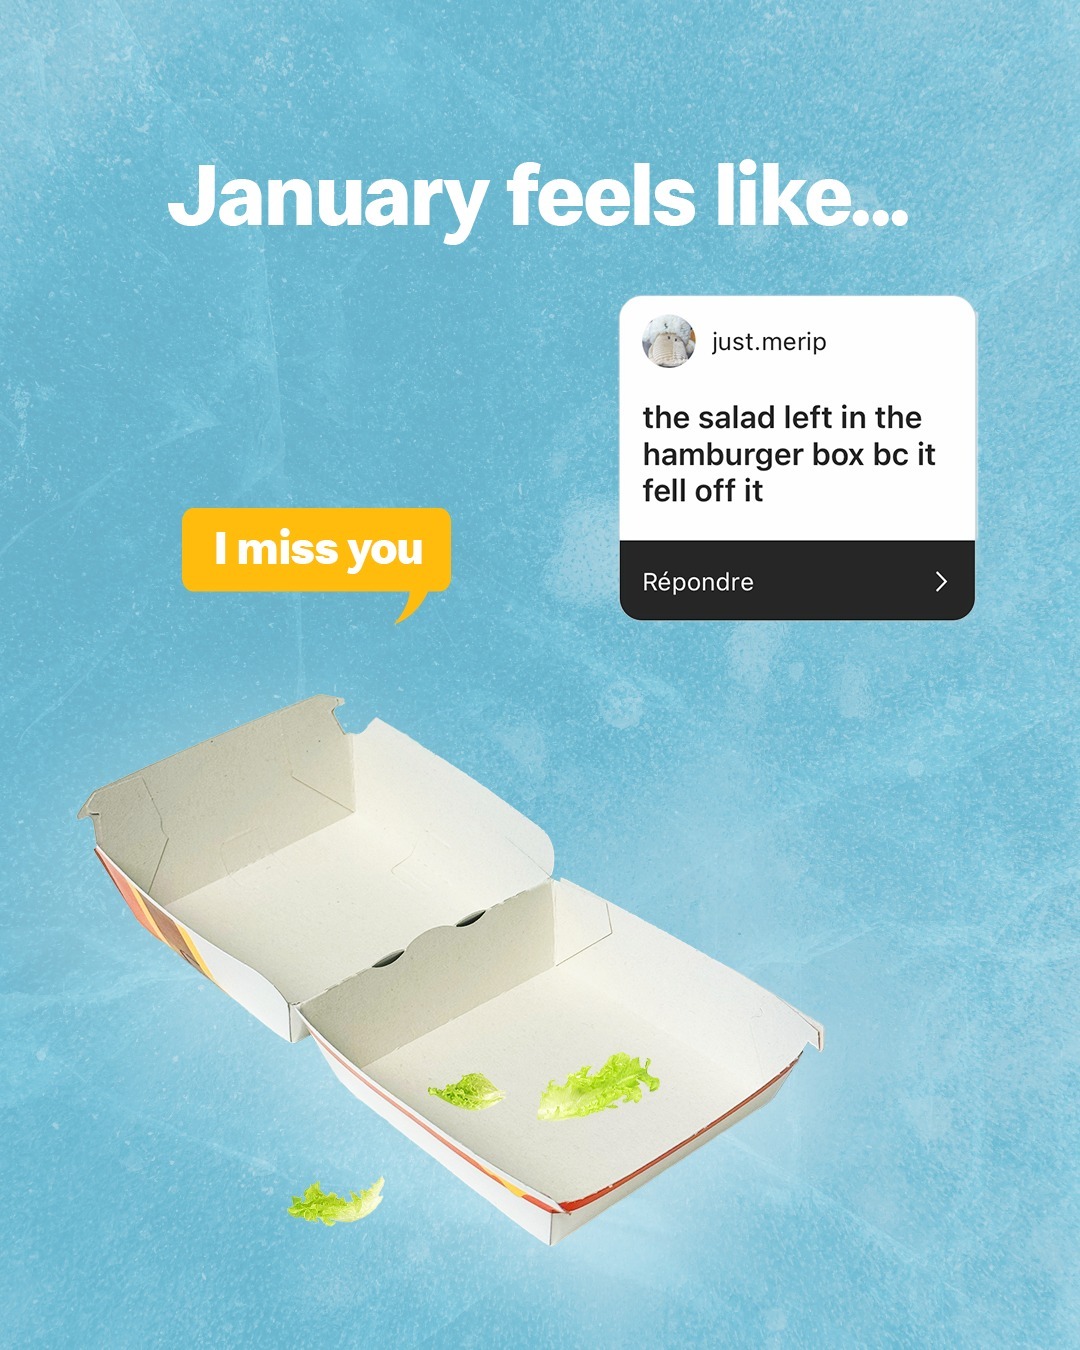 January feels like...
just.merip
the salad left in the
hamburger box bc it
fell off it
Répondre
I miss you